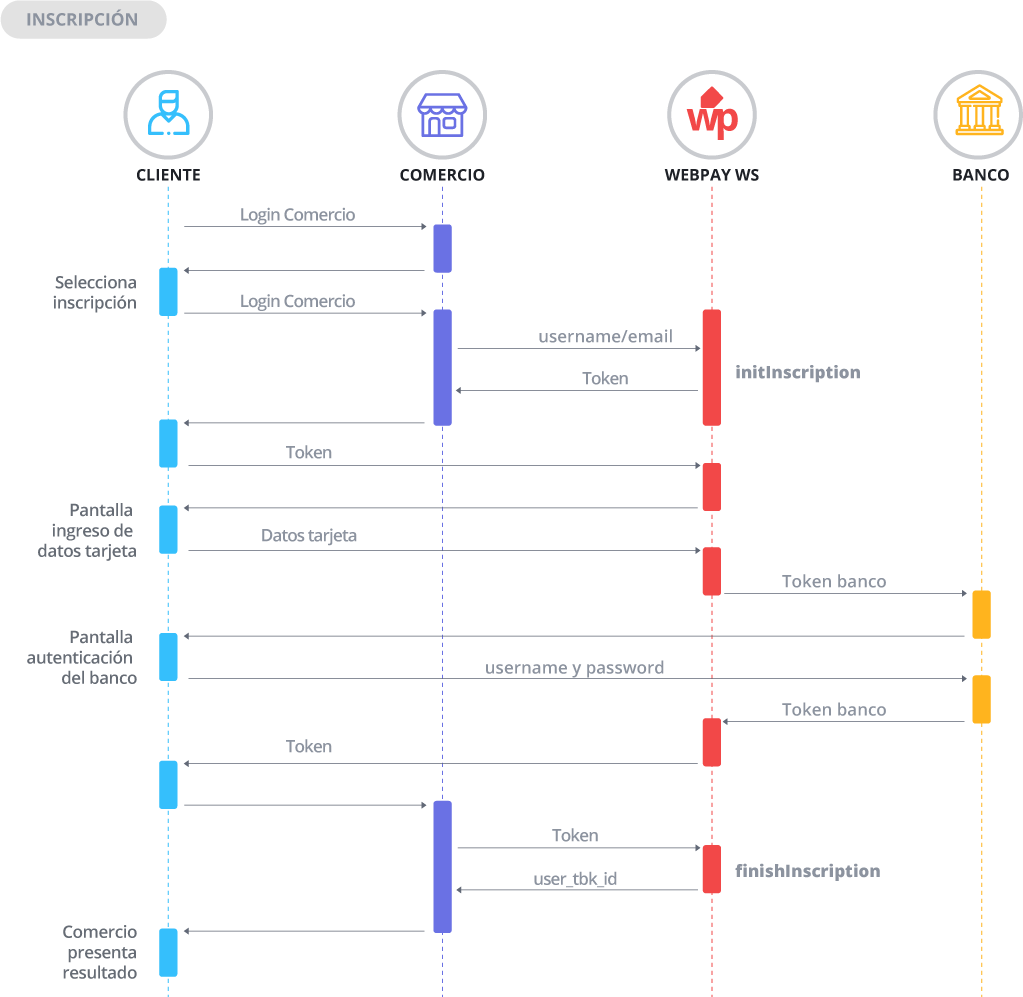 INSCRIPCIÓN
wp
CLIENTE
COMERCIO
WEBPAY WS
BANCO
Login Comercio
Selecciona
inscripción
Login Comercio
username/email
initInscription
Token
Token
Pantalla
ingreso de
datos tarjeta
Datos tarjeta
Token banco
Pantalla
autenticación
del banco
username y password
Token banco
Token
Token
finishInscription
user_tbk_id
Comercio
presenta
resultado